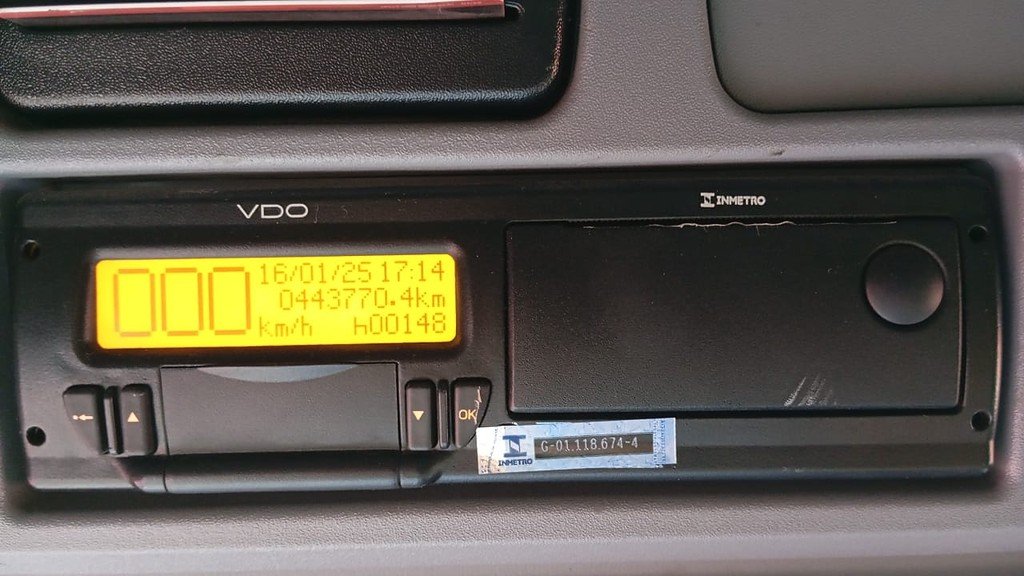 VDO
INMETRO
000
16/01/25 17:14
0443770.4km
km/h h00148
OK
INMETRO
G-01.118.674-4